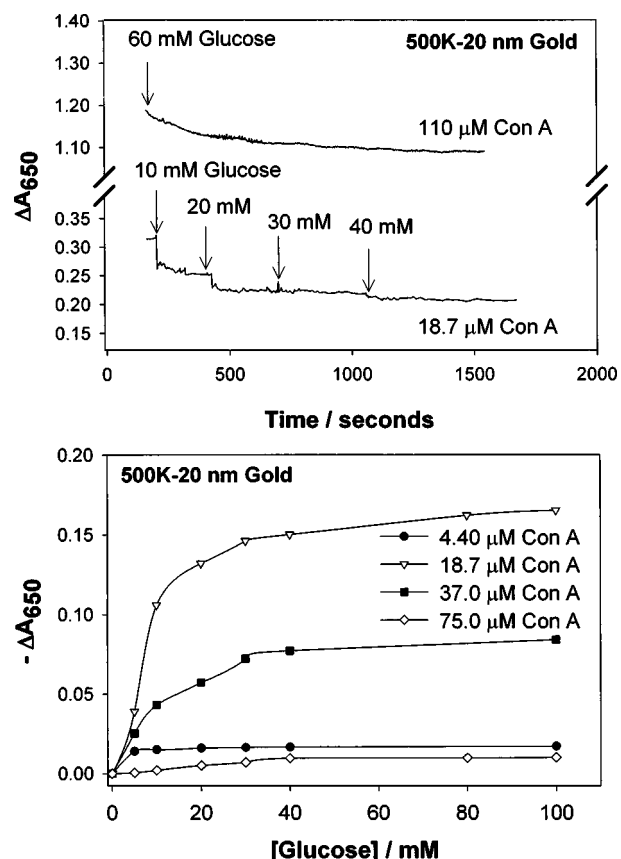 60 mM Glucose
500K-20 nm Gold
110 μM Con A
10 mM Glucose
20 mM
30 mM
40 mM
18.7 μM Con A
1.40
1.30
1.20
1.10
0.35
0.30
0.25
0.20
0.15
ΔA650
0
500
1000
1500
2000
Time / seconds
500K-20 nm Gold
4.40 μM Con A
18.7 μM Con A
37.0 μM Con A
75.0 μM Con A
0.20
0.15
0.10
0.05
0.00
- ΔA650
0
20
40
60
80
100
[Glucose] / mM